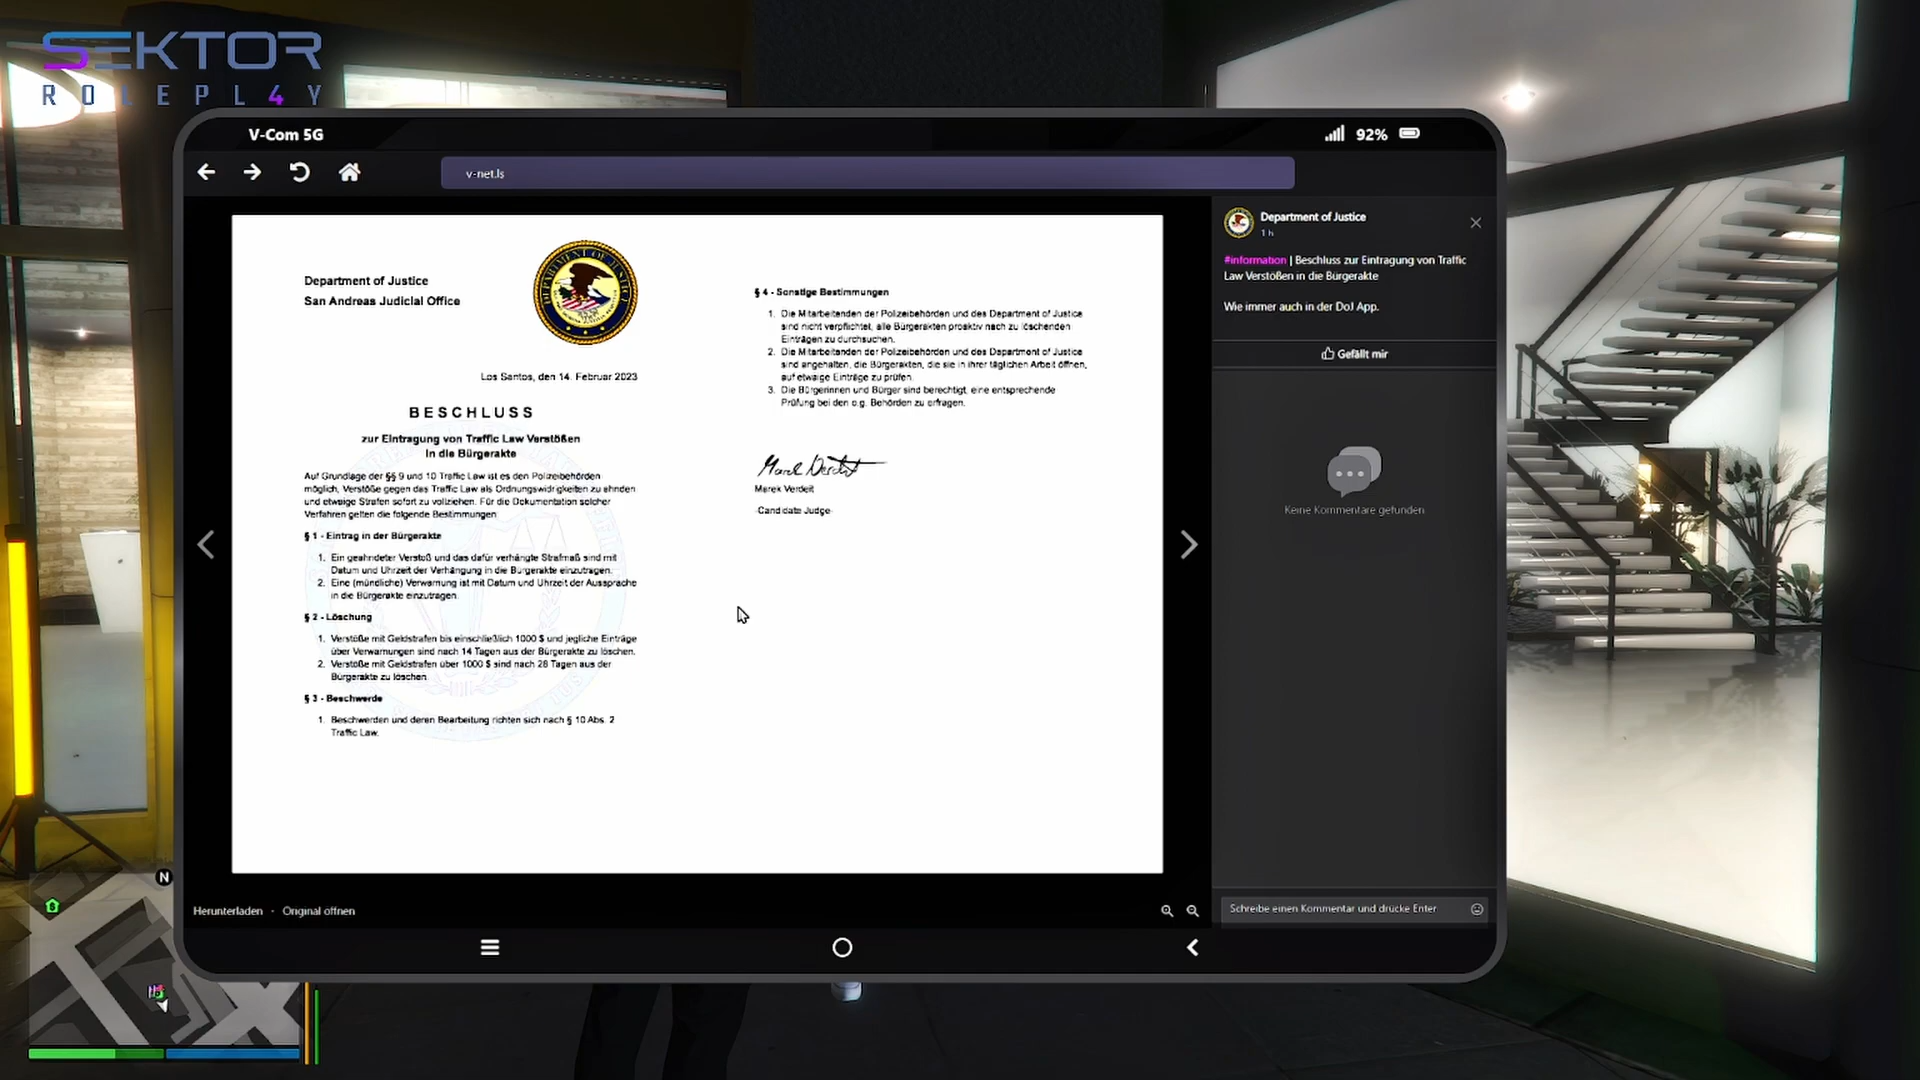 SEKTOR
ROLEPL4Y
V-Com 5G
92%
v-net.ls
Department of Justice
San Andreas Judicial Office
DEPARTMENT OF JUSTICE
Los Santos, den 14. Februar 2023
BESCHLUSS
zur Eintragung von Traffic Law Verstößen
in die Bürgerakte
Auf Grundlage der §§ 9 und 10 Traffic Law ist es den Polizeibehörden
möglich, Verstöße gegen das Traffic Law als Ordnungswidrigkeiten zu ahnden
und etwaige Strafen sofort zu vollziehen. Für die Dokumentation solcher
Verfahren gelten die folgende Bestimmungen:
§ 1 - Eintrag in der Bürgerakte
1. Ein geahndeter Verstoß und das dafür verhängte Strafmaß sind mit
Datum und Uhrzeit der Verhängung in die Bürgerakte einzutragen.
2. Eine (mündliche) Verwarnung ist mit Datum und Uhrzeit der Aussprache
in die Bürgerakte einzutragen.
§ 2 - Löschung
1. Verstöße mit Geldstrafen bis einschließlich 1000 $ und jegliche Einträge
über Verwarnungen sind nach 14 Tagen aus der Bürgerakte zu löschen.
2. Verstöße mit Geldstrafen über 1000 $ sind nach 28 Tagen aus der
Bürgerakte zu löschen.
§ 3 - Beschwerde
1. Beschwerden und deren Bearbeitung richten sich nach § 10 Abs. 2
Traffic Law.
§ 4 - Sonstige Bestimmungen
1. Die Mitarbeitenden der Polizeibehörden und des Department of Justice
sind nicht verpflichtet, alle Bürgerakten proaktiv nach zu löschenden
Einträgen zu durchsuchen.
2. Die Mitarbeitenden der Polizeibehörden und des Department of Justice
sind angehalten, die Bürgerakten, die sie in ihrer täglichen Arbeit öffnen,
auf etwaige Einträge zu prüfen.
3. Die Bürgerinnen und Bürger sind berechtigt, eine entsprechende
Prüfung bei den o.g. Behörden zu erfragen.
Marek Verdeit
-Candidate Judge-
Department of Justice
1 h
#information | Beschluss zur Eintragung von Traffic
Law Verstößen in die Bürgerakte
Wie immer auch in der DoJ App.
Gefällt mir
Keine Kommentare gefunden
Schreibe einen Kommentar und drücke Enter
Herunterladen - Original öffnen
N